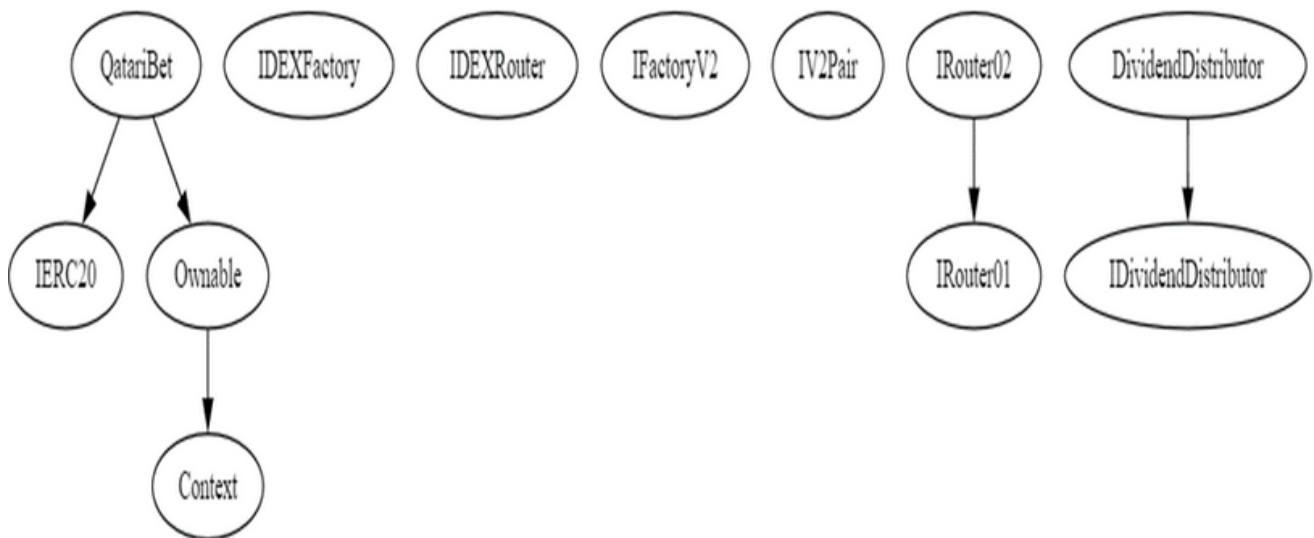 QatariBet IDEXFactory IDEXRouter IFactoryV2 IV2Pair IRouter02 DividendDistributor
IERC20 Ownable IRouter01 IDividendDistributor
Context